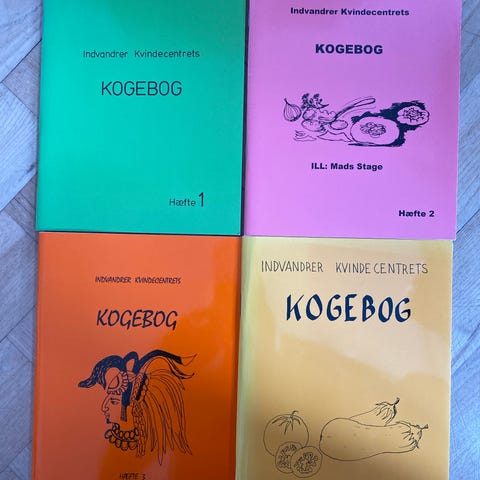 Indvandrer Kvindecentrets
KOGEBOG
Hæfte 1
Indvandrer Kvindecentrets
KOGEBOG
ILL: Mads Stage
Hæfte 2
INDVANDRER KVINDECENTRETS
KOGEBOG
HÆFTE 3
INDVANDRER KVINDECENTRETS
KOGEBOG